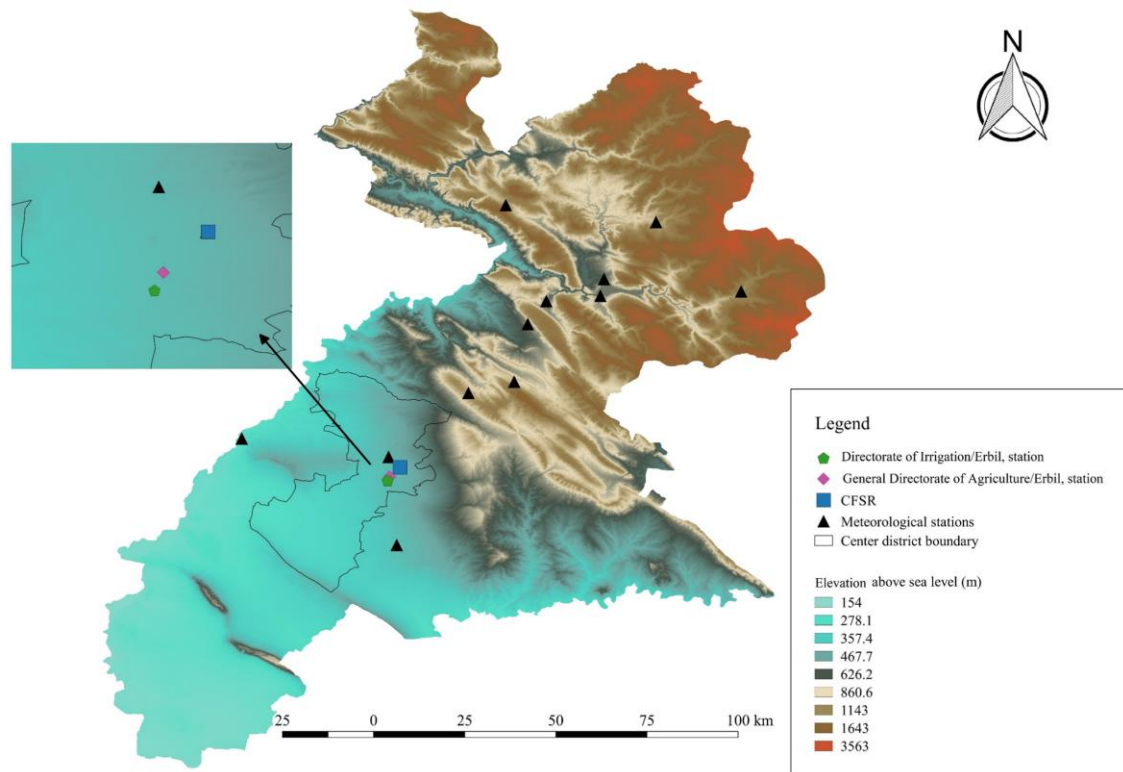 N
Legend
Directorate of Irrigation/Erbil, station
General Directorate of Agriculture/Erbil, station
CFSR
Meteorological stations
Center district boundary
Elevation above sea level (m)
154
278.1
357.4
467.7
626.2
860.6
1143
1643
3563
25 0 25 50 75 100 km